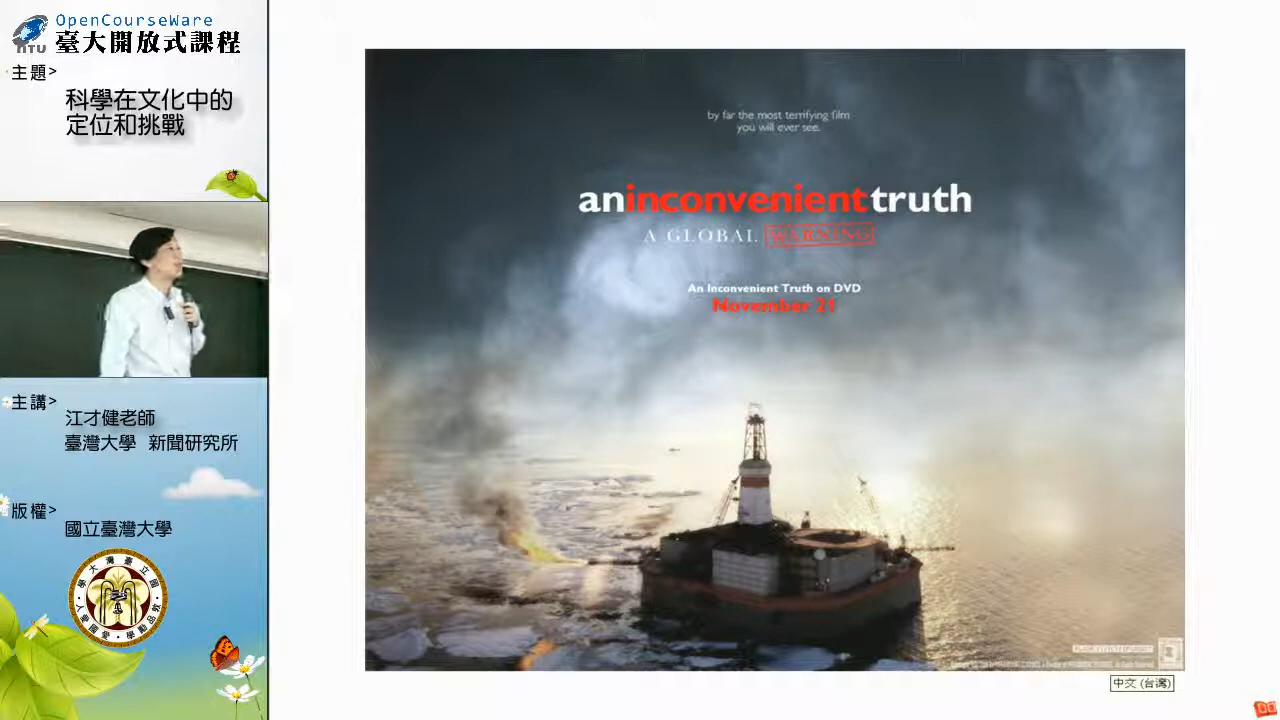 OpenCourseWare
NTU 臺大開放式課程
主題>
科學在文化中的
定位和挑戰
主講>
江才健老師
臺灣大學 新聞研究所
版權>
國立臺灣大學
by far the most terrifying film
you will ever see.
aninconvenienttruth
A GLOBAL WARNING
An Inconvenient Truth on DVD
November 21
中文 (台灣)